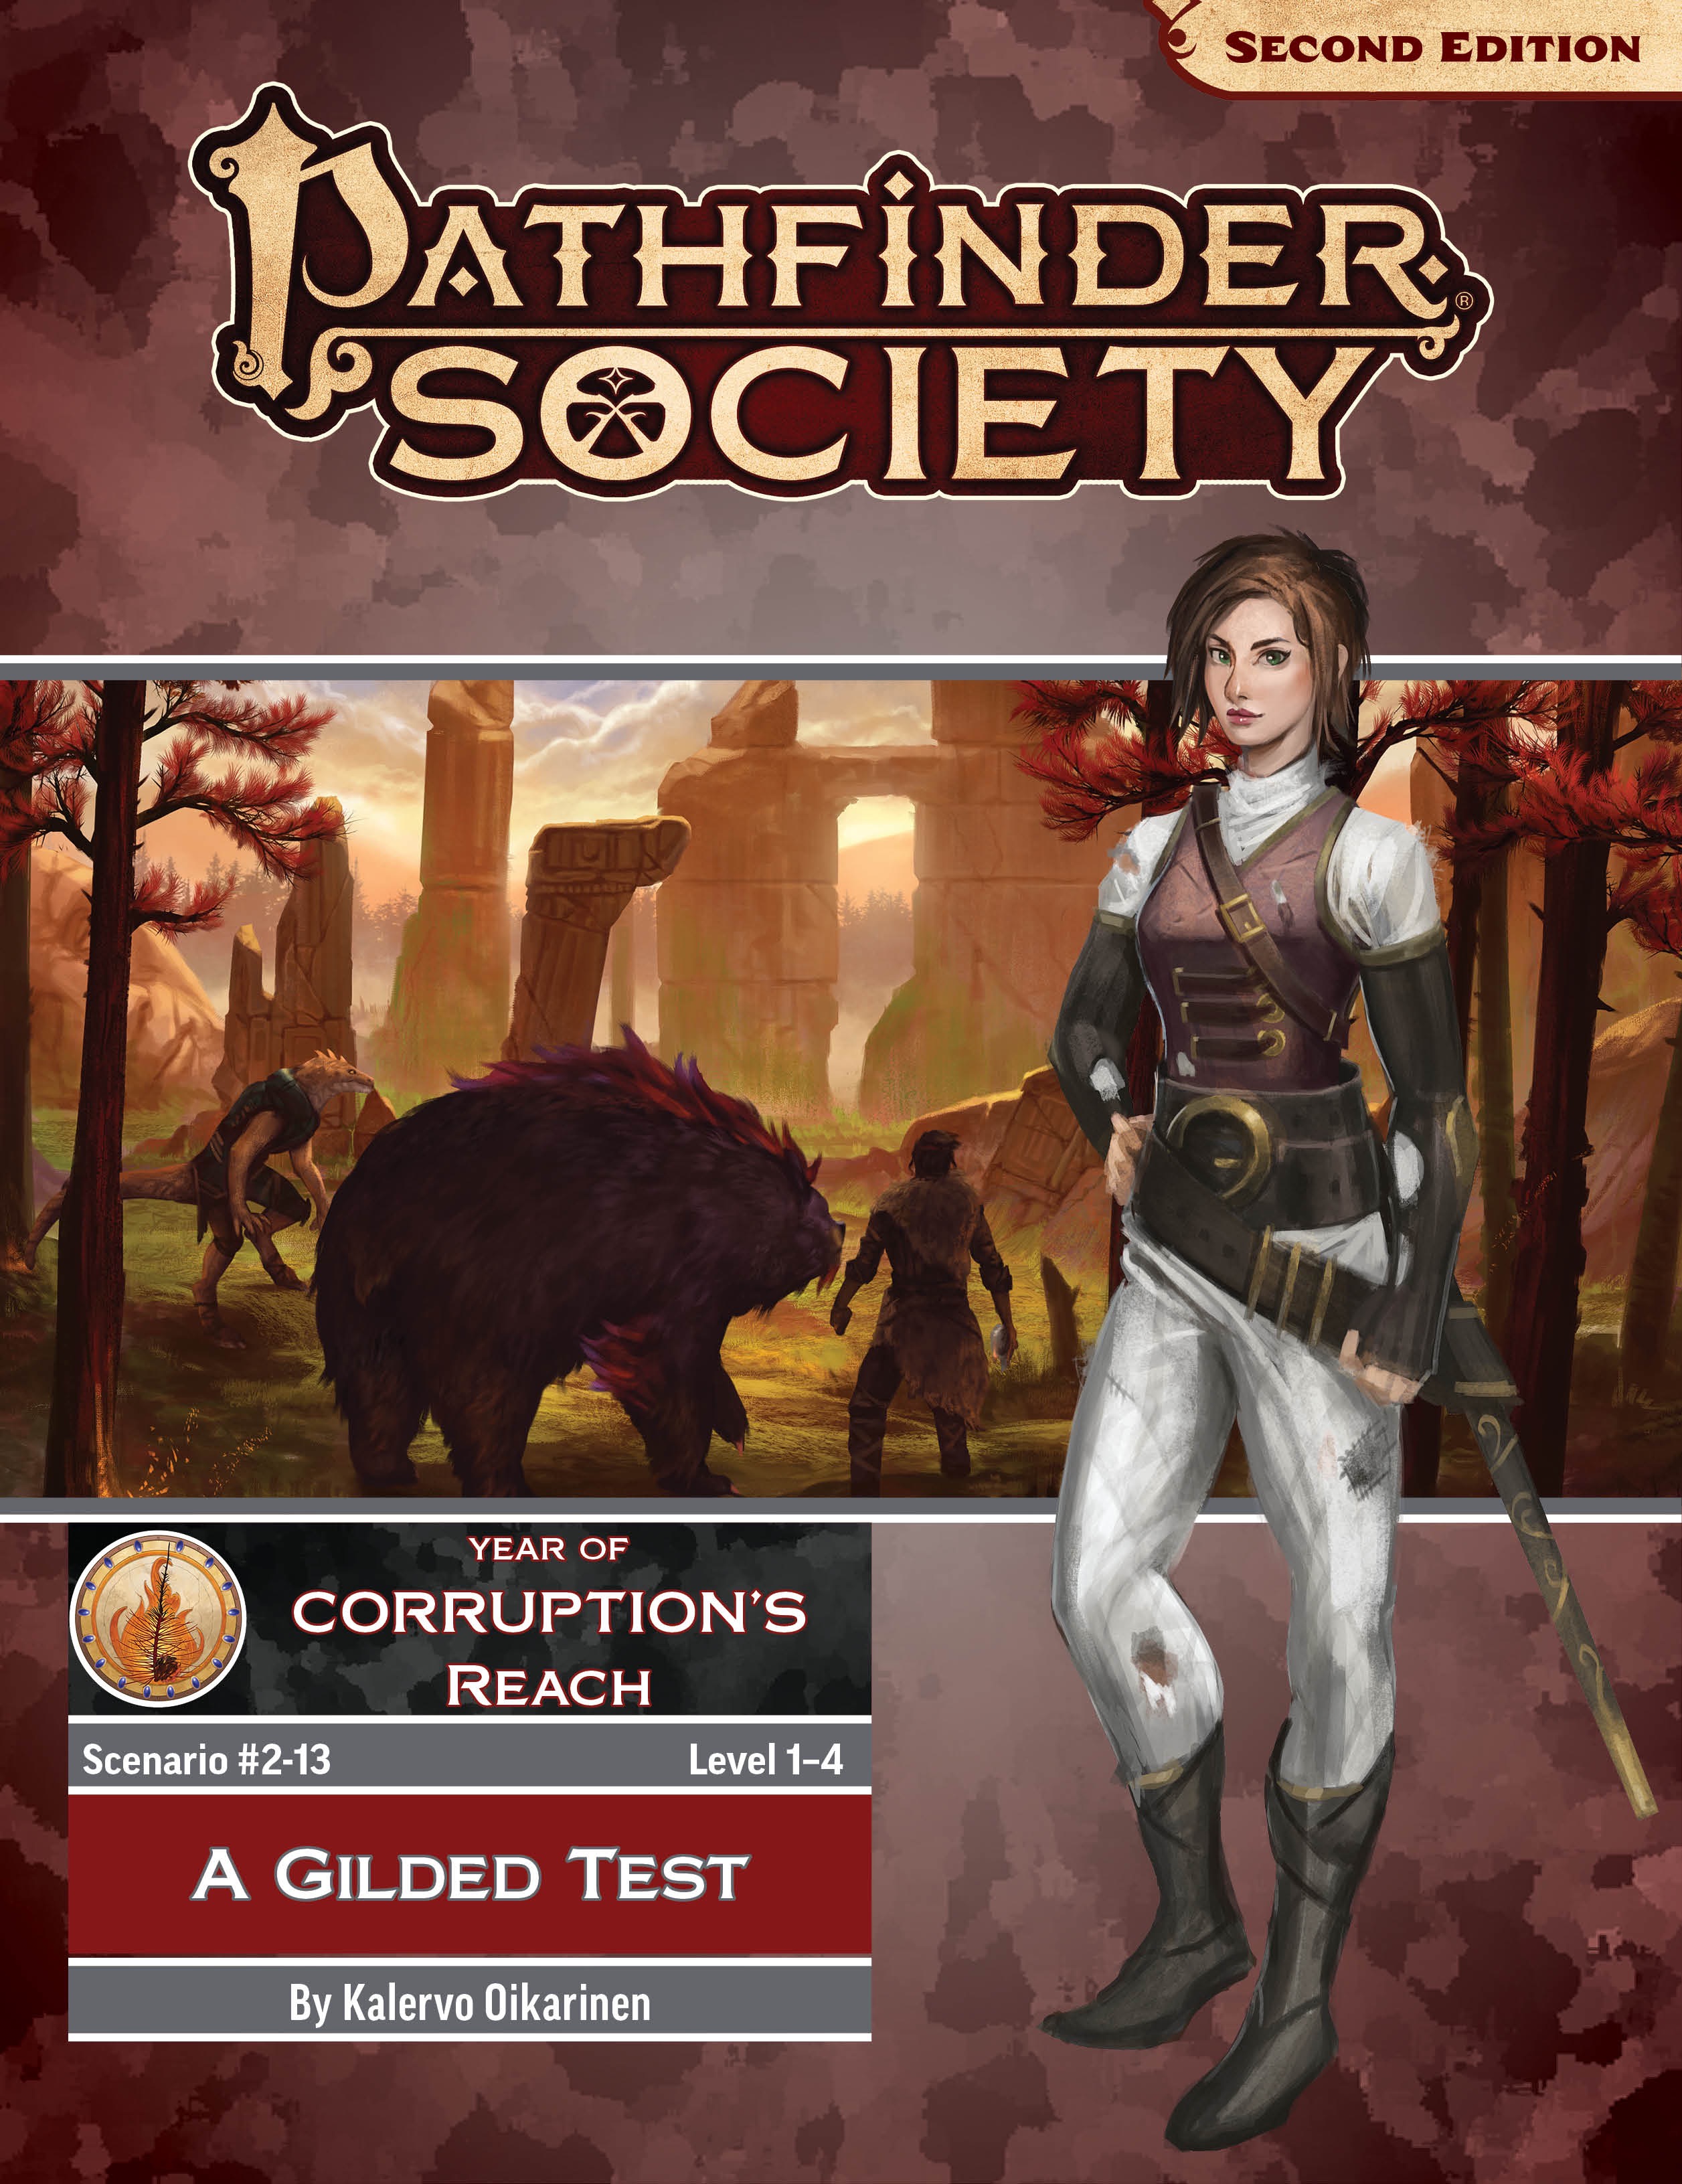 Second Edition
Pathfinder®
Society
Year of
Corruption's
Reach
Scenario #2-13 Level 1–4
A Gilded Test
By Kalervo Oikarinen